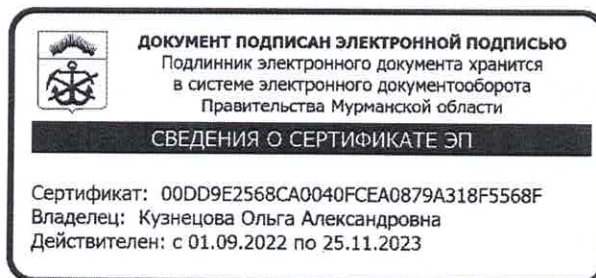 ДОКУМЕНТ ПОДПИСАН ЭЛЕКТРОННОЙ ПОДПИСЬЮ
Подлинник электронного документа хранится
в системе электронного документооборота
Правительства Мурманской области
СВЕДЕНИЯ О СЕРТИФИКАТЕ ЭП
Сертификат: 00DD9E2568CA0040FCEA0879A318F5568F
Владелец: Кузнецова Ольга Александровна
Действителен: с 01.09.2022 по 25.11.2023